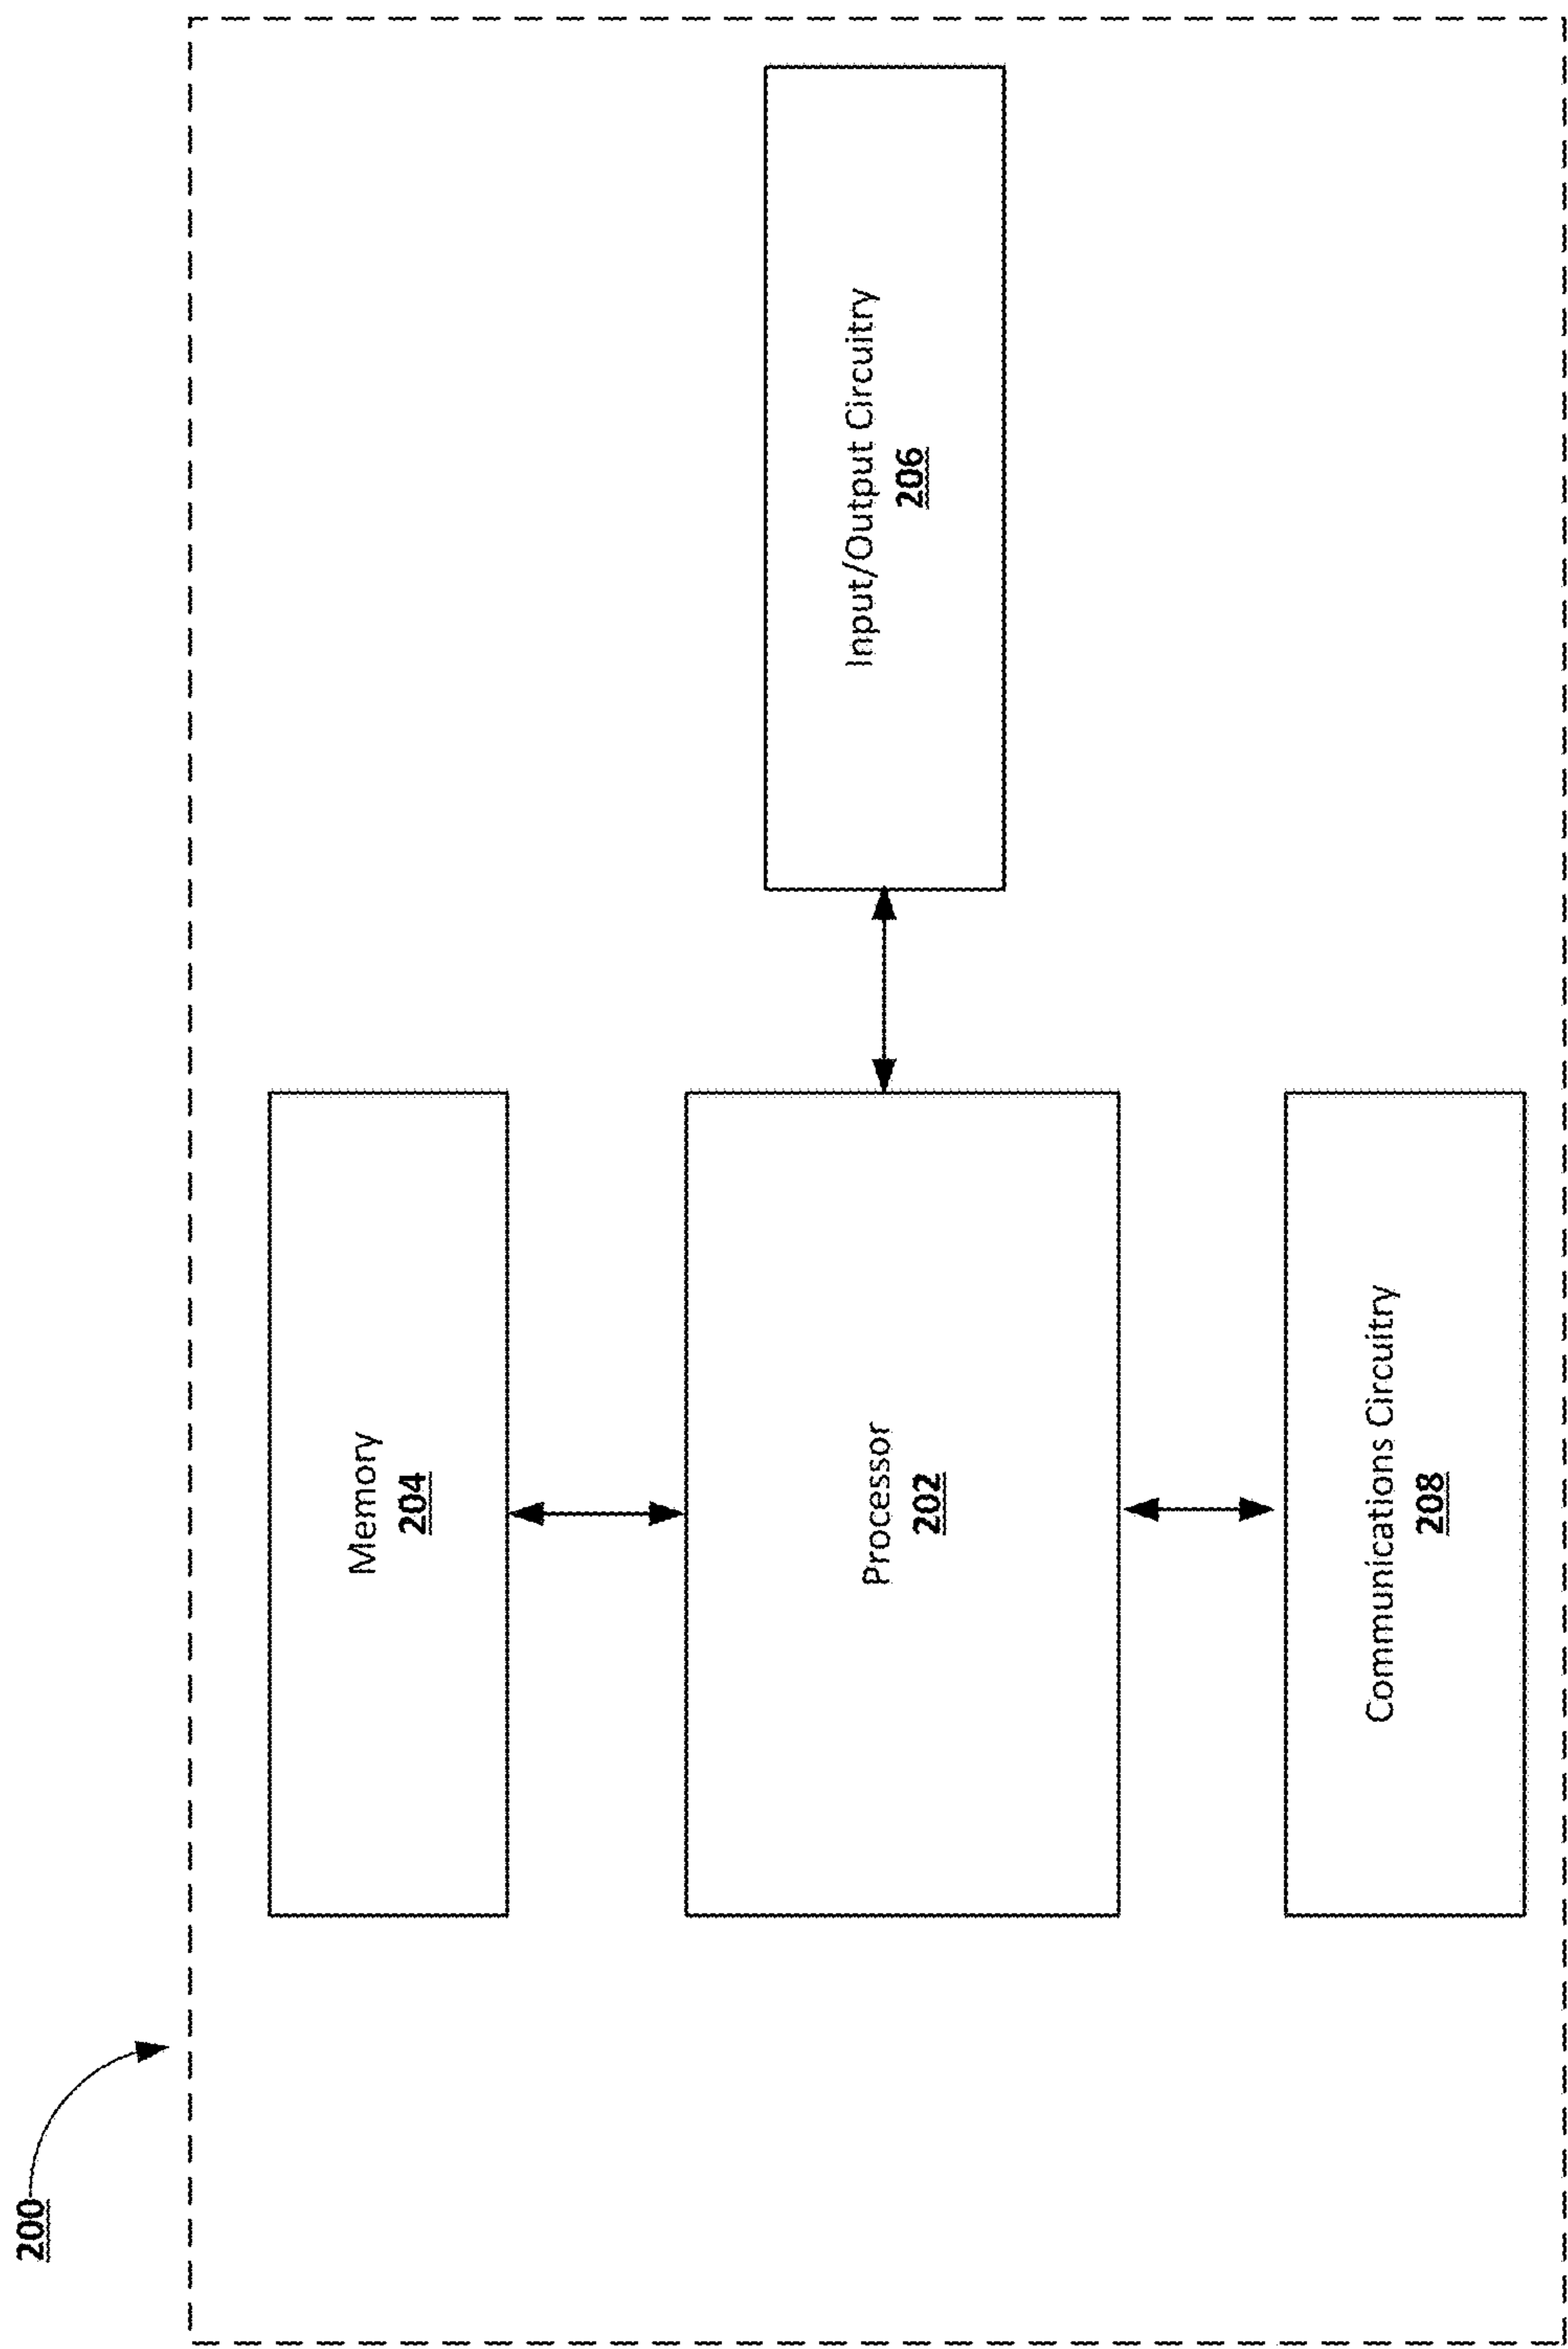 200
Memory
204
Processor
202
Input/Output Circuitry
206
Communications Circuitry
208